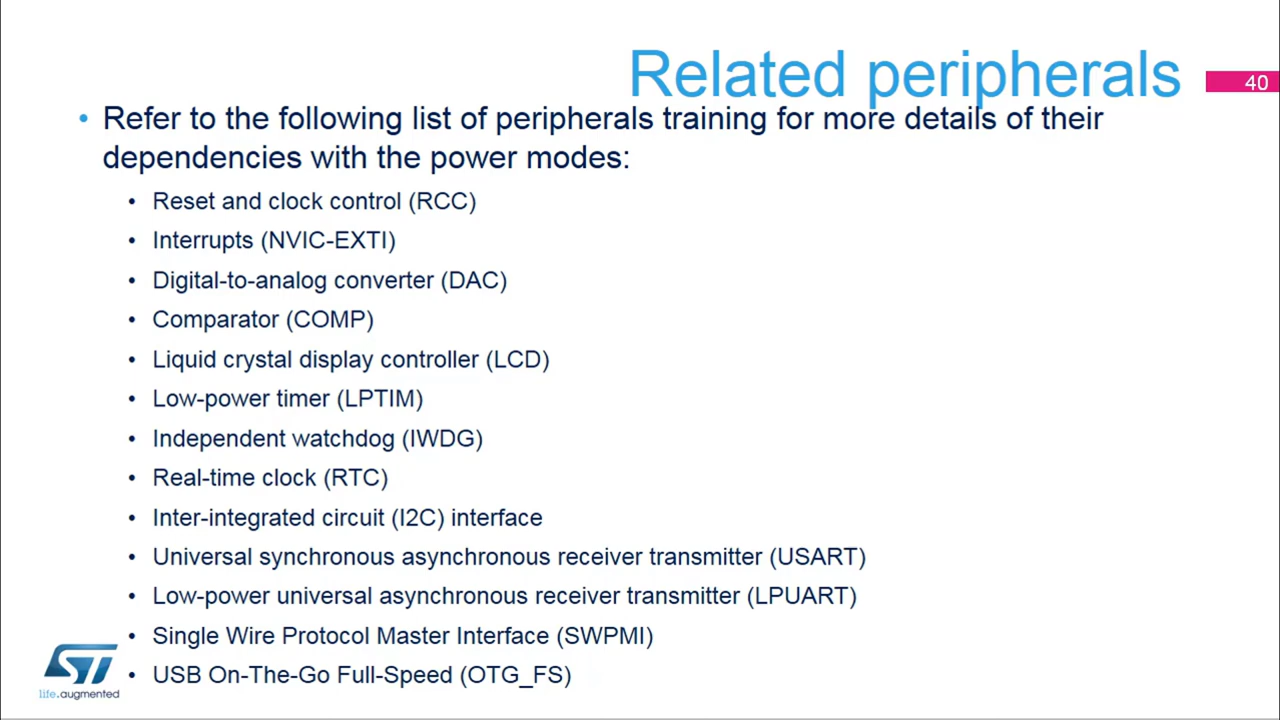 Related peripherals
40
• Refer to the following list of peripherals training for more details of their
dependencies with the power modes:
• Reset and clock control (RCC)
• Interrupts (NVIC-EXTI)
• Digital-to-analog converter (DAC)
• Comparator (COMP)
• Liquid crystal display controller (LCD)
• Low-power timer (LPTIM)
• Independent watchdog (IWDG)
• Real-time clock (RTC)
• Inter-integrated circuit (I2C) interface
• Universal synchronous asynchronous receiver transmitter (USART)
• Low-power universal asynchronous receiver transmitter (LPUART)
• Single Wire Protocol Master Interface (SWPMI)
• USB On-The-Go Full-Speed (OTG_FS)
ST
life.augmented